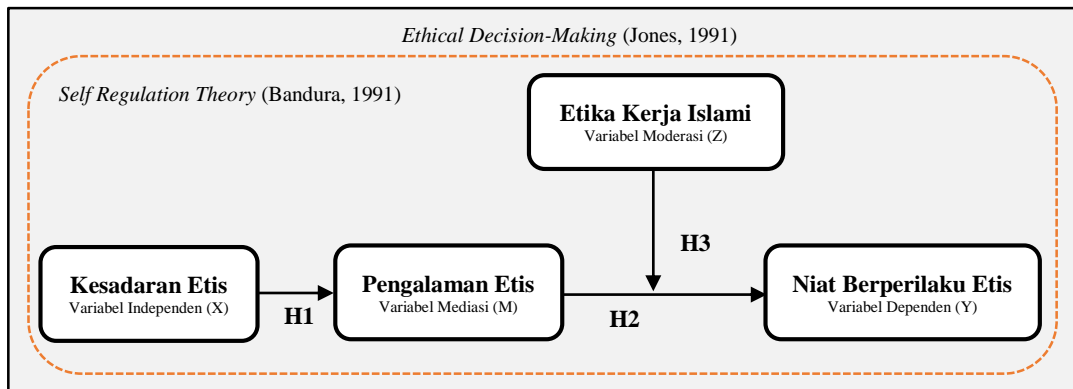 Ethical Decision-Making (Jones, 1991)
Self Regulation Theory (Bandura, 1991)
Etika Kerja Islami
Variabel Moderasi (Z)
H3
Kesadaran Etis
Variabel Independen (X)
H1
Pengalaman Etis
Variabel Mediasi (M)
H2
Niat Berperilaku Etis
Variabel Dependen (Y)